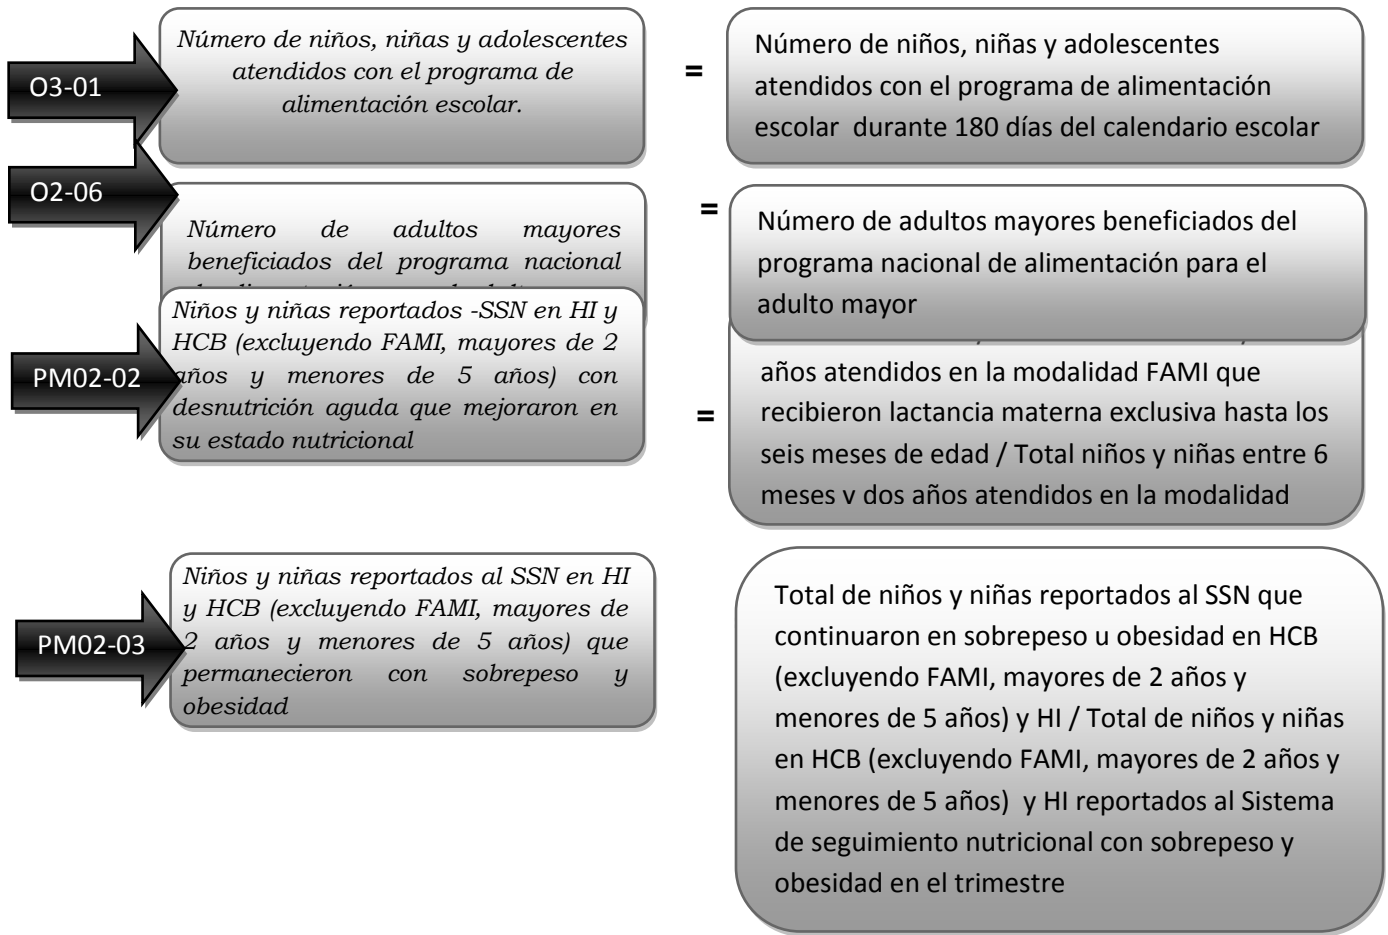 O3-01
Número de niños, niñas y adolescentes
atendidos con el programa de
alimentación escolar.
=
Número de niños, niñas y adolescentes
atendidos con el programa de alimentación
escolar durante 180 días del calendario escolar
O2-06
Número de adultos mayores
beneficiados del programa nacional
=
Número de adultos mayores beneficiados del
programa nacional de alimentación para el
adulto mayor
PM02-02
Niños y niñas reportados -SSN en HI y
HCB (excluyendo FAMI, mayores de 2
años y menores de 5 años) con
desnutrición aguda que mejoraron en
su estado nutricional
=
años atendidos en la modalidad FAMI que
recibieron lactancia materna exclusiva hasta los
seis meses de edad / Total niños y niñas entre 6
meses y dos años atendidos en la modalidad
PM02-03
Niños y niñas reportados al SSN en HI
y HCB (excluyendo FAMI, mayores de
2 años y menores de 5 años) que
permanecieron con sobrepeso y
obesidad
Total de niños y niñas reportados al SSN que
continuaron en sobrepeso u obesidad en HCB
(excluyendo FAMI, mayores de 2 años y
menores de 5 años) y HI / Total de niños y niñas
en HCB (excluyendo FAMI, mayores de 2 años y
menores de 5 años) y HI reportados al Sistema
de seguimiento nutricional con sobrepeso y
obesidad en el trimestre